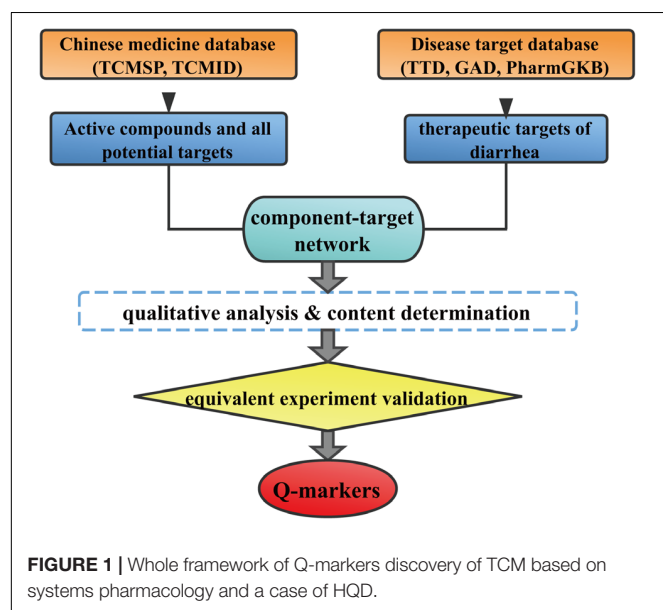 Chinese medicine database
(TCMSP, TCMID)
Disease target database
(TTD, GAD, PharmGKB)
Active compounds and all
potential targets
therapeutic targets of
diarrhea
component-target
network
qualitative analysis & content determination
equivalent experiment validation
Q-markers
FIGURE 1 | Whole framework of Q-markers discovery of TCM based on
systems pharmacology and a case of HQD.